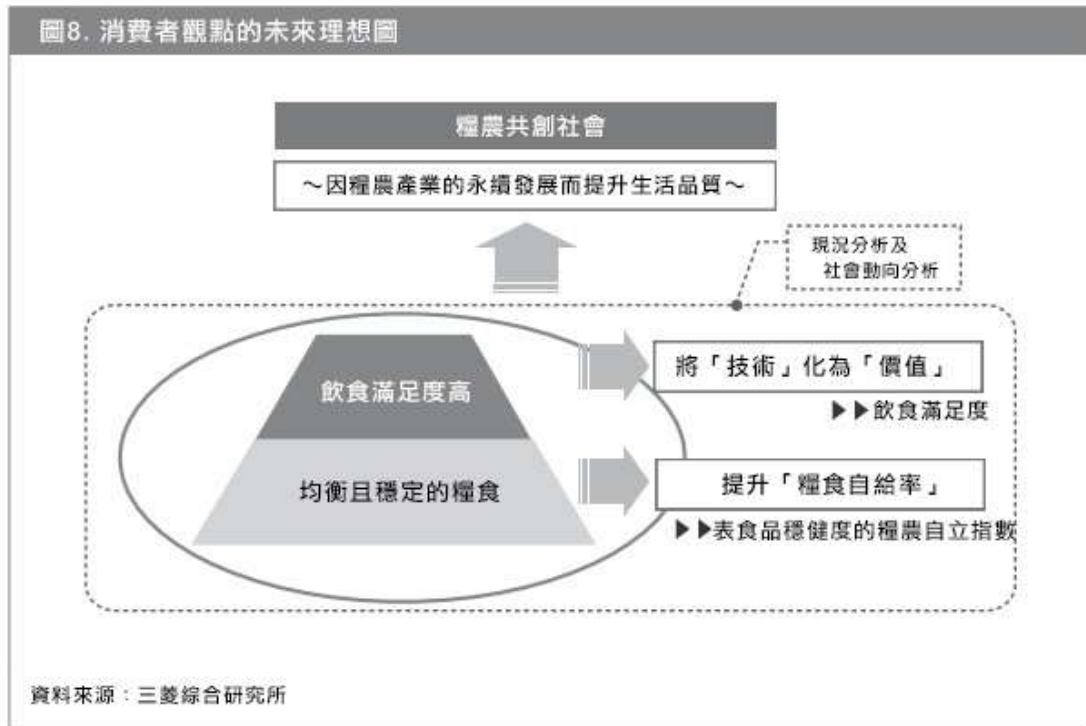 圖8. 消費者觀點的未來理想圖
糧農共創社會
～因糧農產業的永續發展而提升生活品質～
現況分析及
社會動向分析
飲食滿足度高
將「技術」化為「價值」
▶▶飲食滿足度
均衡且穩定的糧食
提升「糧食自給率」
▶▶表食品穩健度的糧農自立指數
資料來源：三菱綜合研究所